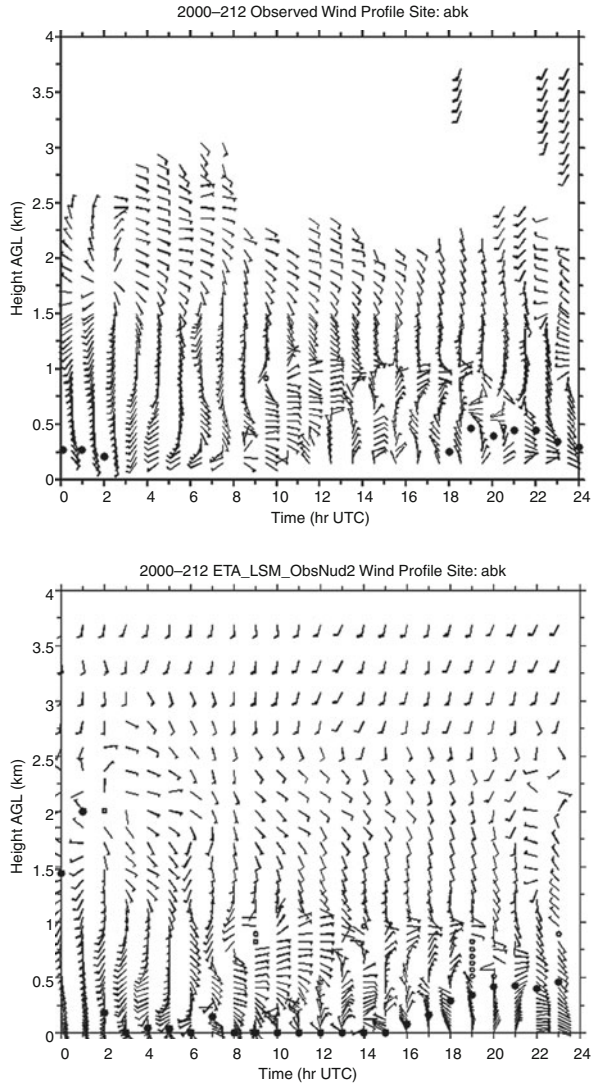 2000–212 Observed Wind Profile Site: abk
4
3.5
3
2.5
2
1.5
1
0.5
0
Height AGL (km)
0 2 4 6 8 10 12 14 16 18 20 22 24
Time (hr UTC)
2000–212 ETA_LSM_ObsNud2 Wind Profile Site: abk
4
3.5
3
2.5
2
1.5
1
0.5
0
Height AGL (km)
0 2 4 6 8 10 12 14 16 18 20 22 24
Time (hr UTC)